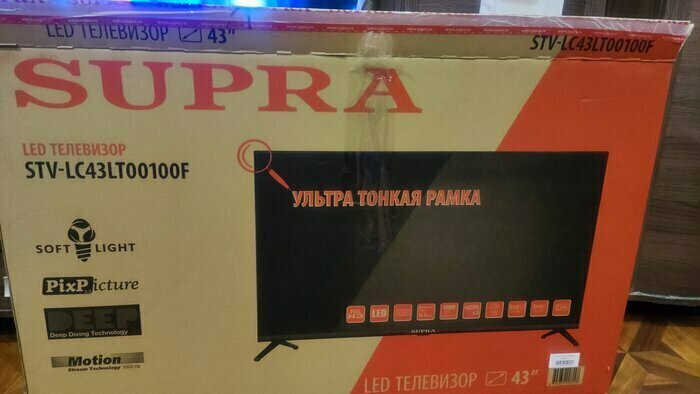 LED ТЕЛЕВИЗОР 43"
STV-LC43LT00100F
SUPRA
LED ТЕЛЕВИЗОР
STV-LC43LT00100F
УЛЬТРА ТОНКАЯ РАМКА
SOFT LIGHT
PixPicture
DEEP
Deep Diving Technology
Motion
Stream Technology
LED
SUPRA
LED ТЕЛЕВИЗОР 43"